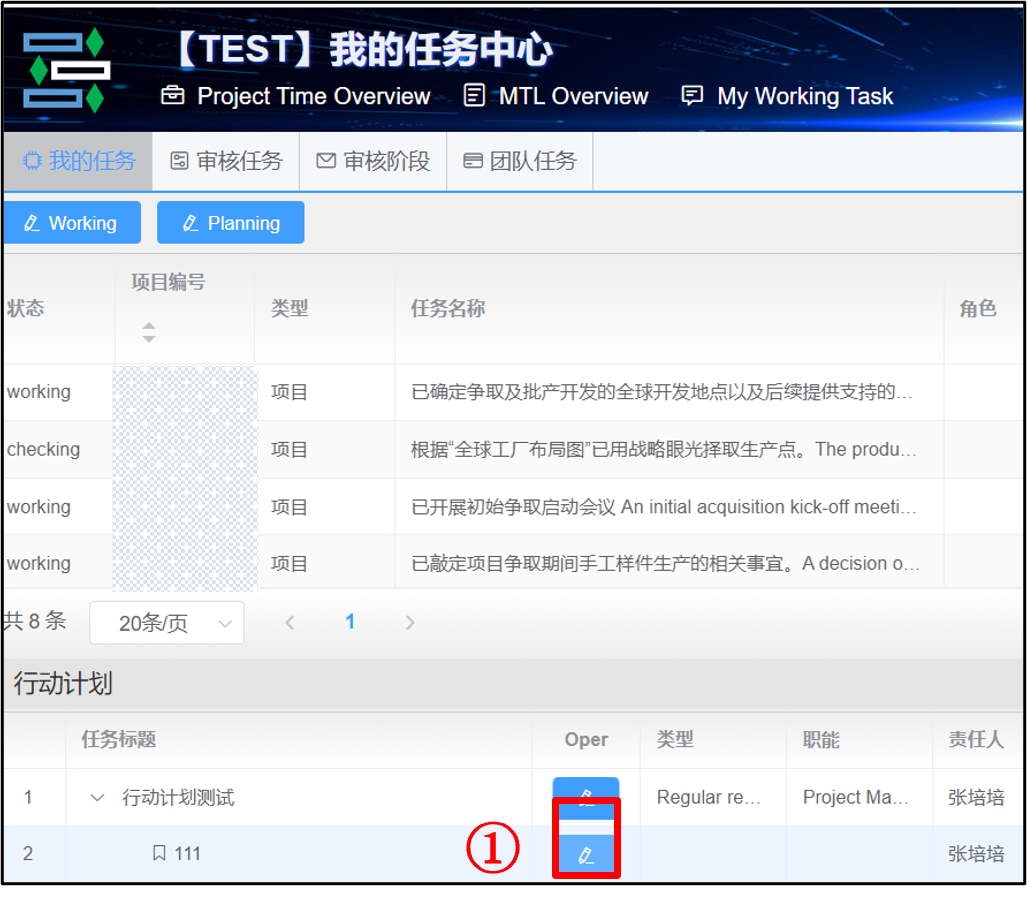 【TEST】我的任务中心
Project Time Overview MTL Overview My Working Task
我的任务 审核任务 审核阶段 团队任务
Working Planning
状态 项目编号 类型 任务名称 角色
working 项目 已确定争取及批产开发的全球开发地点以及后续提供支持的...
checking 项目 根据“全球工厂布局图”已用战略眼光择取生产点。The produ...
working 项目 已开展初始争取启动会议 An initial acquisition kick-off meeti...
working 项目 已敲定项目争取期间手工样件生产的相关事宜。A decision o...
共 8 条 20条/页 1
行动计划
任务标题 Oper 类型 职能 责任人
1 行动计划测试 Regular re... Project Ma... 张培培
2 111 张培培
①